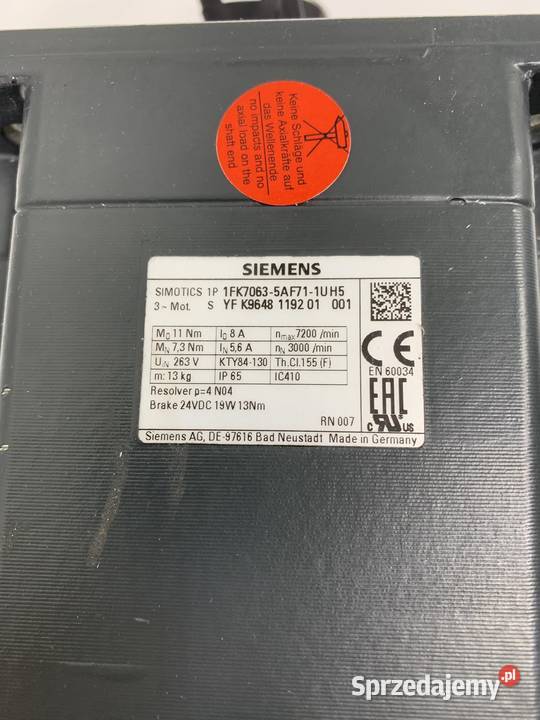 Keine Schläge und
keine Axialkräfte auf
das Wellenende
no impacts and no
axial load on the
shaft end
SIEMENS
SIMOTICS 1P 1FK7063-5AF71-1UH5
3~ Mot. S YF K9648 1192 01 001
M0 11 Nm I0 8 A nmax 7200 /min
MN 7,3 Nm IN 5,6 A nN 3000 /min
UiN 263 V KTY84-130 Th.Cl.155 (F)
m: 13 kg IP 65 IC410
Resolver p=4 N04
Brake 24VDC 19W 13Nm
RN 007
CE
EN 60034
EAC
c RU US
Siemens AG, DE-97616 Bad Neustadt Made in Germany
Sprzedajemy.pl